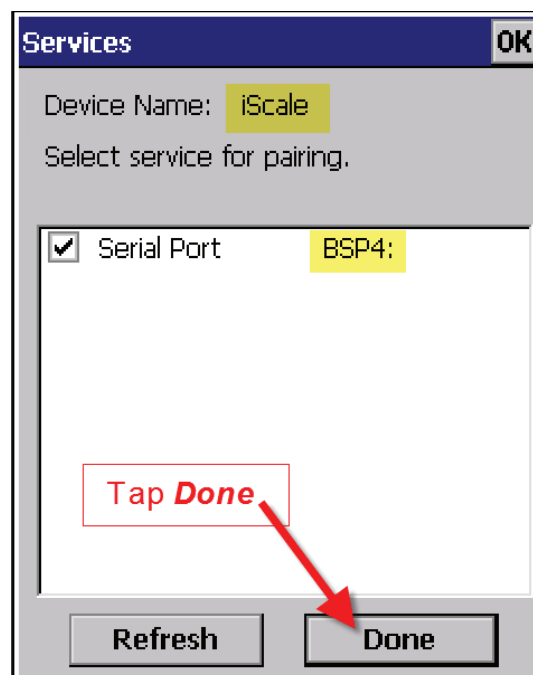 Services OK
Device Name: iScale
Select service for pairing.
Serial Port BSP4:
Tap Done
Refresh Done